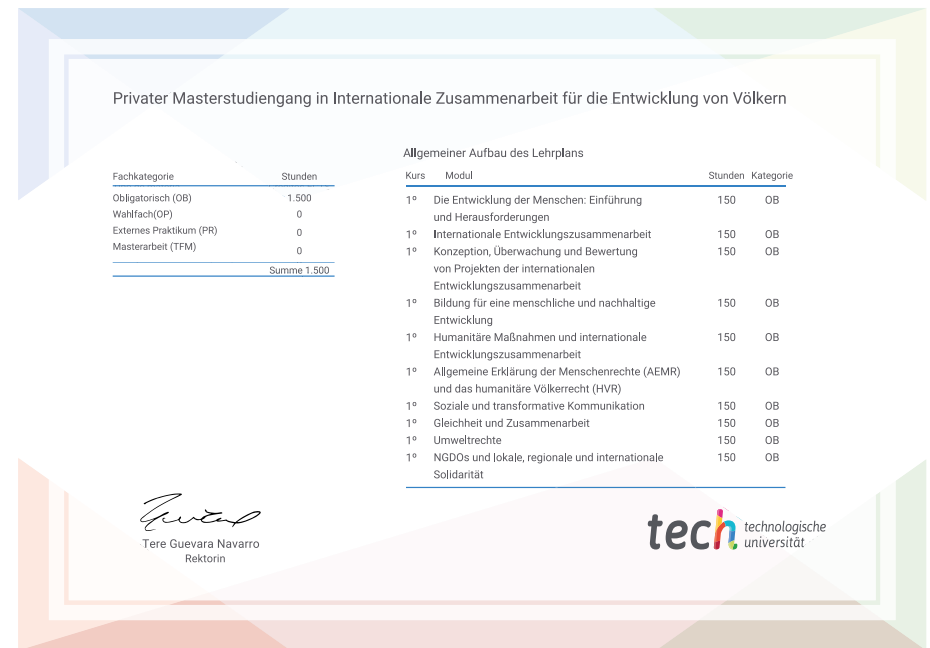 Privater Masterstudiengang in Internationale Zusammenarbeit für die Entwicklung von Völkern
Fachkategorie Stunden
Obligatorisch (OB) 1.500
Wahlfach(OP) 0
Externes Praktikum (PR) 0
Masterarbeit (TFM) 0
Summe 1.500
Allgemeiner Aufbau des Lehrplans
Kurs Modul Stunden Kategorie
1º Die Entwicklung der Menschen: Einführung 150 OB
und Herausforderungen
1º Internationale Entwicklungszusammenarbeit 150 OB
1º Konzeption, Überwachung und Bewertung 150 OB
von Projekten der internationalen
Entwicklungszusammenarbeit
1º Bildung für eine menschliche und nachhaltige 150 OB
Entwicklung
1º Humanitäre Maßnahmen und internationale 150 OB
Entwicklungszusammenarbeit
1º Allgemeine Erklärung der Menschenrechte (AEMR) 150 OB
und das humanitäre Völkerrecht (HVR)
1º Soziale und transformative Kommunikation 150 OB
1º Gleichheit und Zusammenarbeit 150 OB
1º Umweltrechte 150 OB
1º NGDOs und lokale, regionale und internationale 150 OB
Solidarität
Tere Guevara Navarro
Rektorin
tech technologische
universität